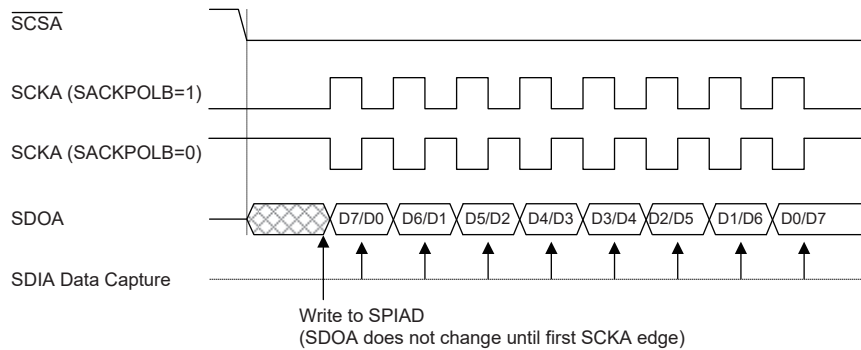 SCSA
SCKA (SACKPOLB=1)
SCKA (SACKPOLB=0)
SDOA
D7/D0 D6/D1 D5/D2 D4/D3 D3/D4 D2/D5 D1/D6 D0/D7
SDIA Data Capture
Write to SPIAD
(SDOA does not change until first SCKA edge)